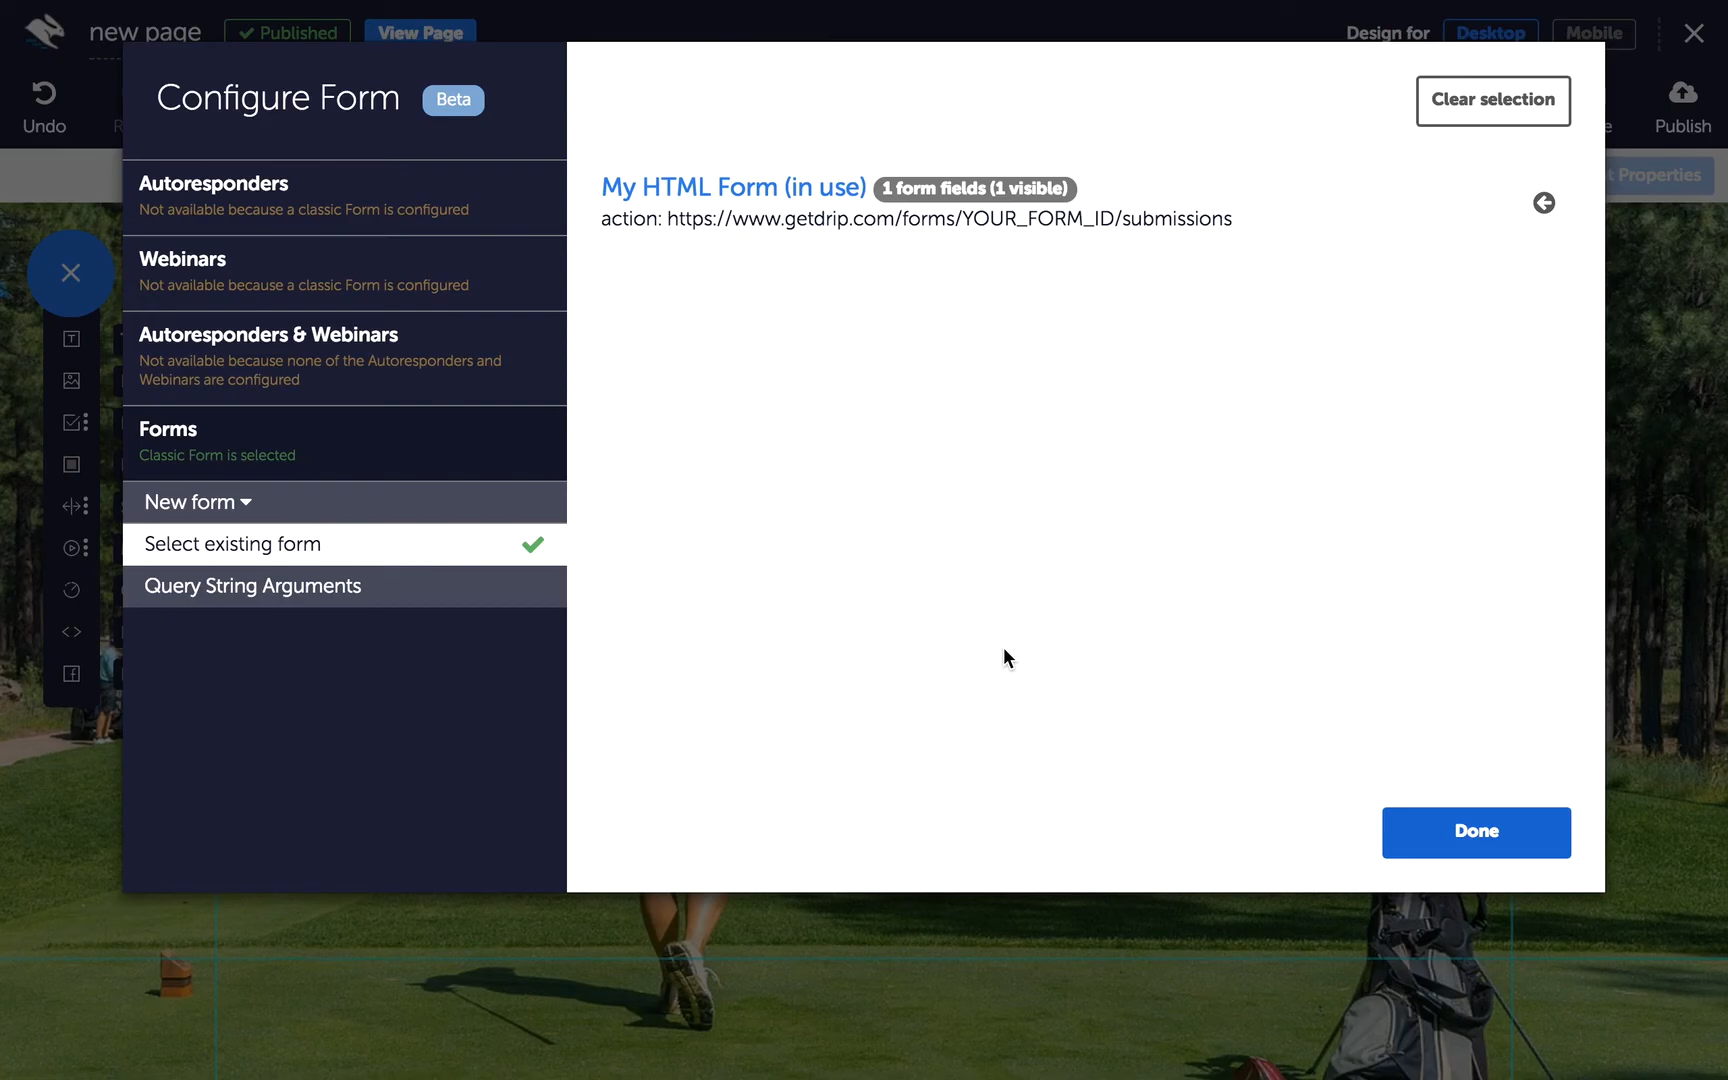 new page
Published
View Page
Design for
Desktop
Mobile
Undo
Publish
Configure Form
Beta
Clear selection
Autoresponders
Not available because a classic Form is configured
Webinars
Not available because a classic Form is configured
Autoresponders & Webinars
Not available because none of the Autoresponders and
Webinars are configured
Forms
Classic Form is selected
New form
Select existing form
Query String Arguments
My HTML Form (in use)
1 form fields (1 visible)
action: https://www.getdrip.com/forms/YOUR_FORM_ID/submissions
Properties
Done